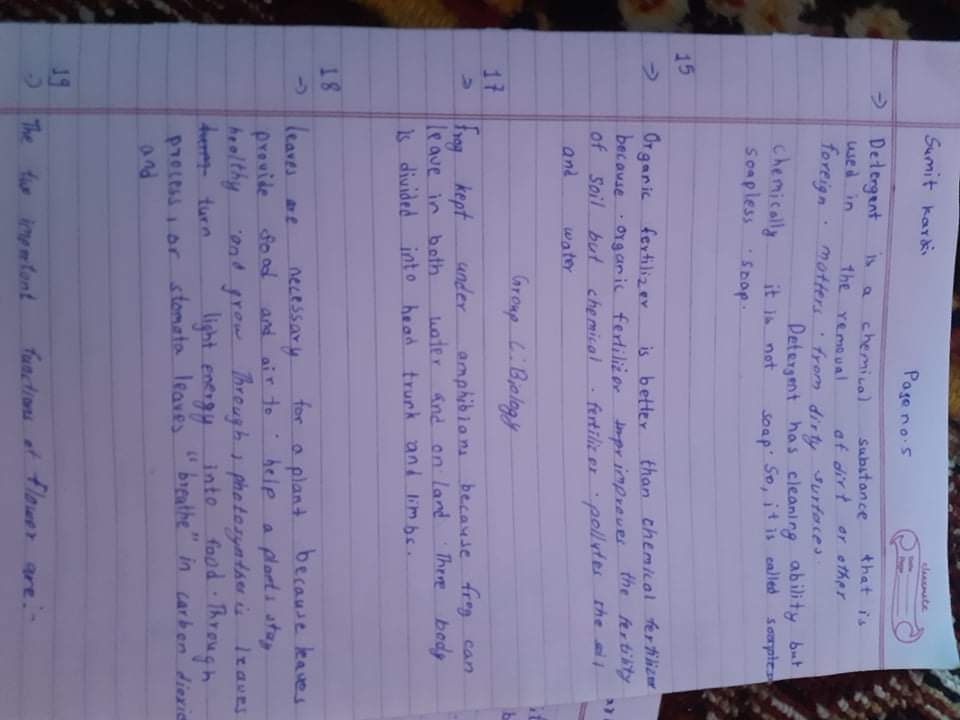 Sumit Karki
Page no: 5
classmate
Date
Page
→ Detergent is a chemical substance that is
used in the removal of dirt or other
foreign matters from dirty surfaces.
Detergent has cleaning ability but
chemically it is not soap. So, it is called soapless
soapless soap.
15
→ Organic fertilizer is better than chemical fertilizer
because organic fertilizer improves the fertility
of soil but chemical fertilizer pollutes the soil
and water
Group C: Biology
17
→ Frog kept under amphibians because frog can
leave in both water and on land. There body
is divided into head trunk and limbs.
18
→ leaves are necessary for a plant because leaves
provide food and air to help a plants stay
healthy and grow Through, photosynthesis leaves
turn light energy into food. Through
process, or stomata leaves "breathe" in carbon dioxi
and
19
→ The two important functions of flower are:-